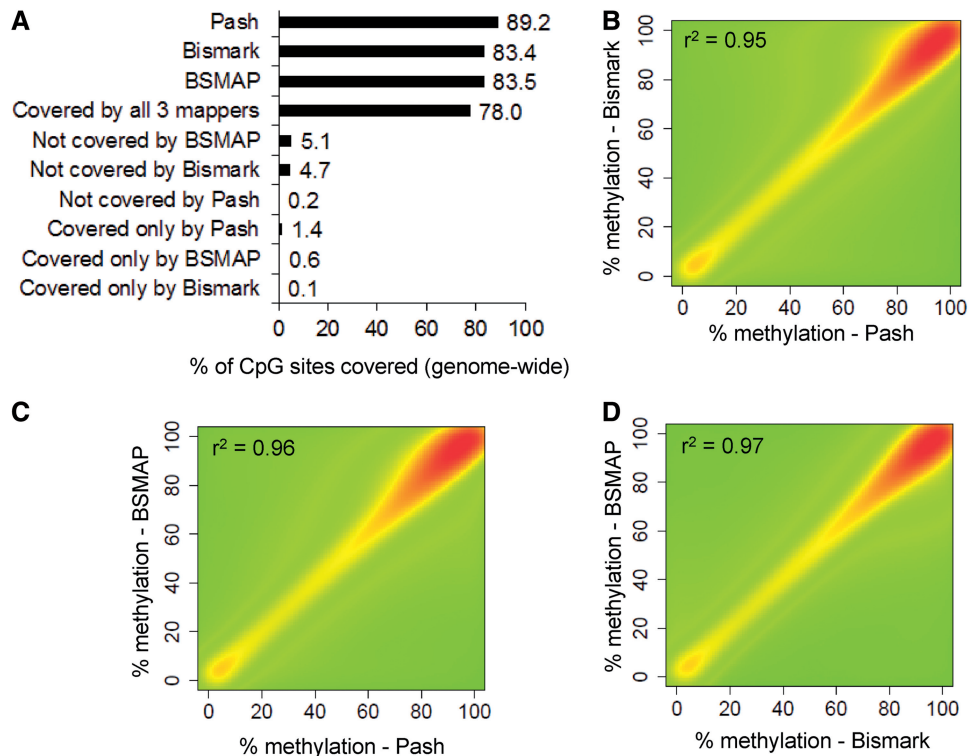 A
Pash 89.2
Bismark 83.4
BSMAP 83.5
Covered by all 3 mappers 78.0
Not covered by BSMAP 5.1
Not covered by Bismark 4.7
Not covered by Pash 0.2
Covered only by Pash 1.4
Covered only by BSMAP 0.6
Covered only by Bismark 0.1
0 20 40 60 80 100
% of CpG sites covered (genome-wide)
B
r² = 0.95
% methylation - Bismark
0 20 40 60 80 100
0 20 40 60 80 100
% methylation - Pash
C
r² = 0.96
% methylation - BSMAP
0 20 40 60 80 100
0 20 40 60 80 100
% methylation - Pash
D
r² = 0.97
% methylation - BSMAP
0 20 40 60 80 100
0 20 40 60 80 100
% methylation - Bismark